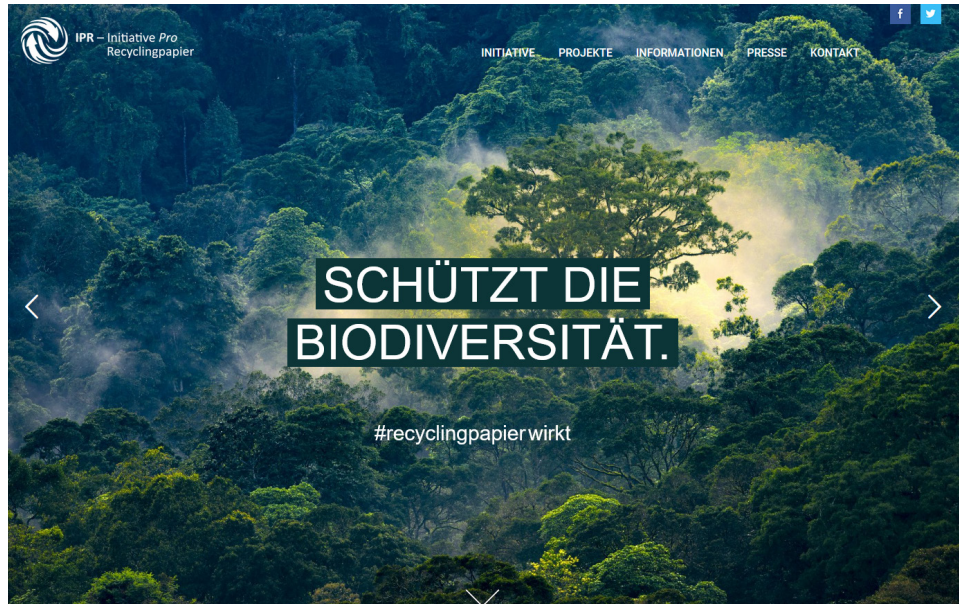 IPR – Initiative Pro
Recyclingpapier
f
INITIATIVE PROJEKTE INFORMATIONEN PRESSE KONTAKT
SCHÜTZT DIE
BIODIVERSITÄT.
#recyclingpapierwirkt